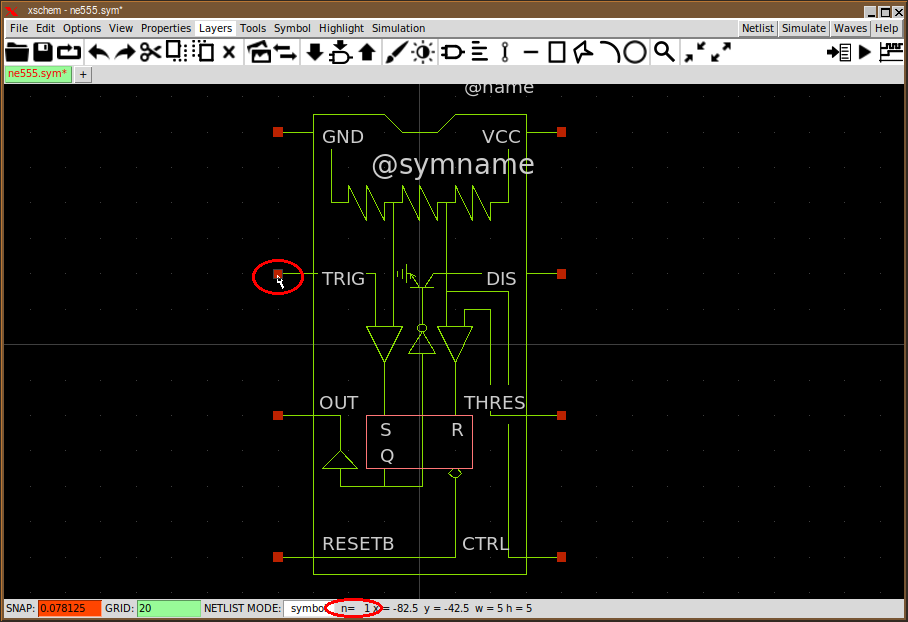 xschem - ne555.sym*
File Edit Options View Properties Layers Tools Symbol Highlight Simulation Netlist Simulate Waves Help
ne555.sym* +
@name
GND VCC
@symname
TRIG DIS
OUT THRES
S R
Q
RESETB CTRL
SNAP: 0.078125 GRID: 20 NETLIST MODE: symbo n= 1 x = -82.5 y = -42.5 w = 5 h = 5